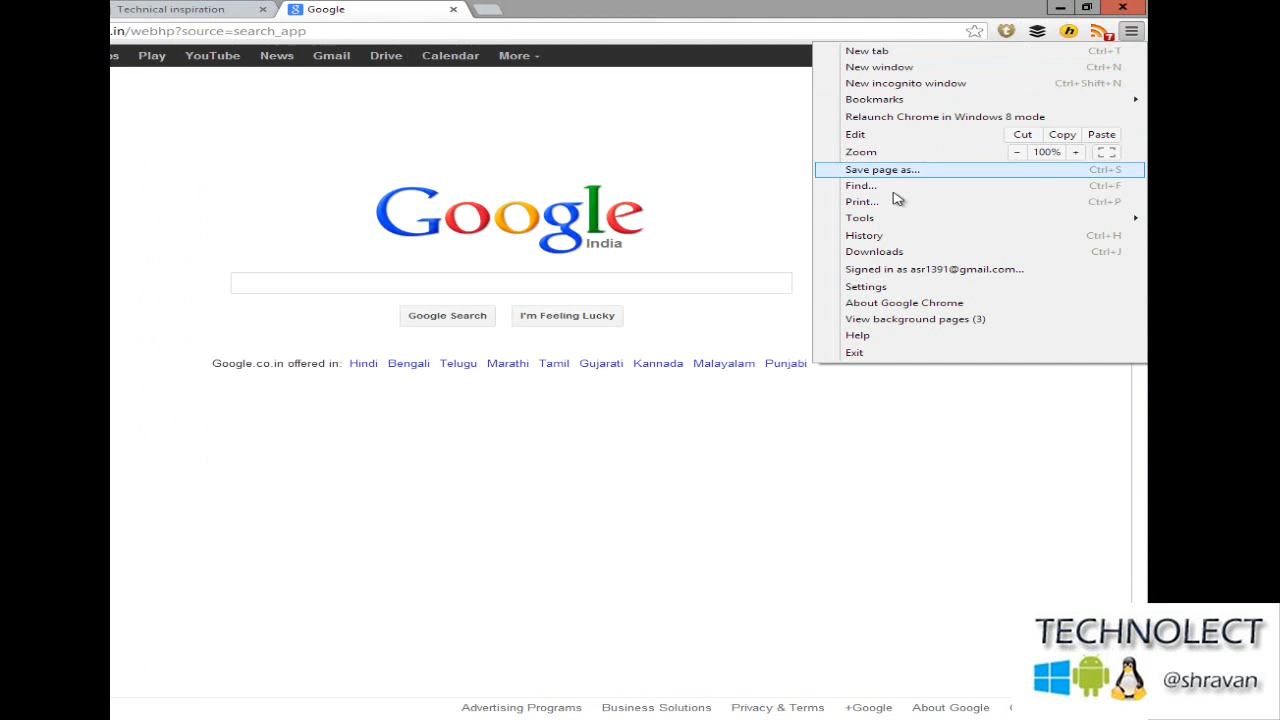 Technical inspiration
Google
.in/webhp?source=search_app
7
Play YouTube News Gmail Drive Calendar More
New tab Ctrl+T
New window Ctrl+N
New incognito window Ctrl+Shift+N
Bookmarks
Relaunch Chrome in Windows 8 mode
Edit Cut Copy Paste
Zoom − 100% +
Save page as... Ctrl+S
Find... Ctrl+F
Print... Ctrl+P
Tools
History Ctrl+H
Downloads Ctrl+J
Signed in as asr1391@gmail.com...
Settings
About Google Chrome
View background pages (3)
Help
Exit
Google
India
Google Search I'm Feeling Lucky
Google.co.in offered in: Hindi Bengali Telugu Marathi Tamil Gujarati Kannada Malayalam Punjabi
Advertising Programs Business Solutions Privacy & Terms +Google About Google
TECHNOLECT
@shravan